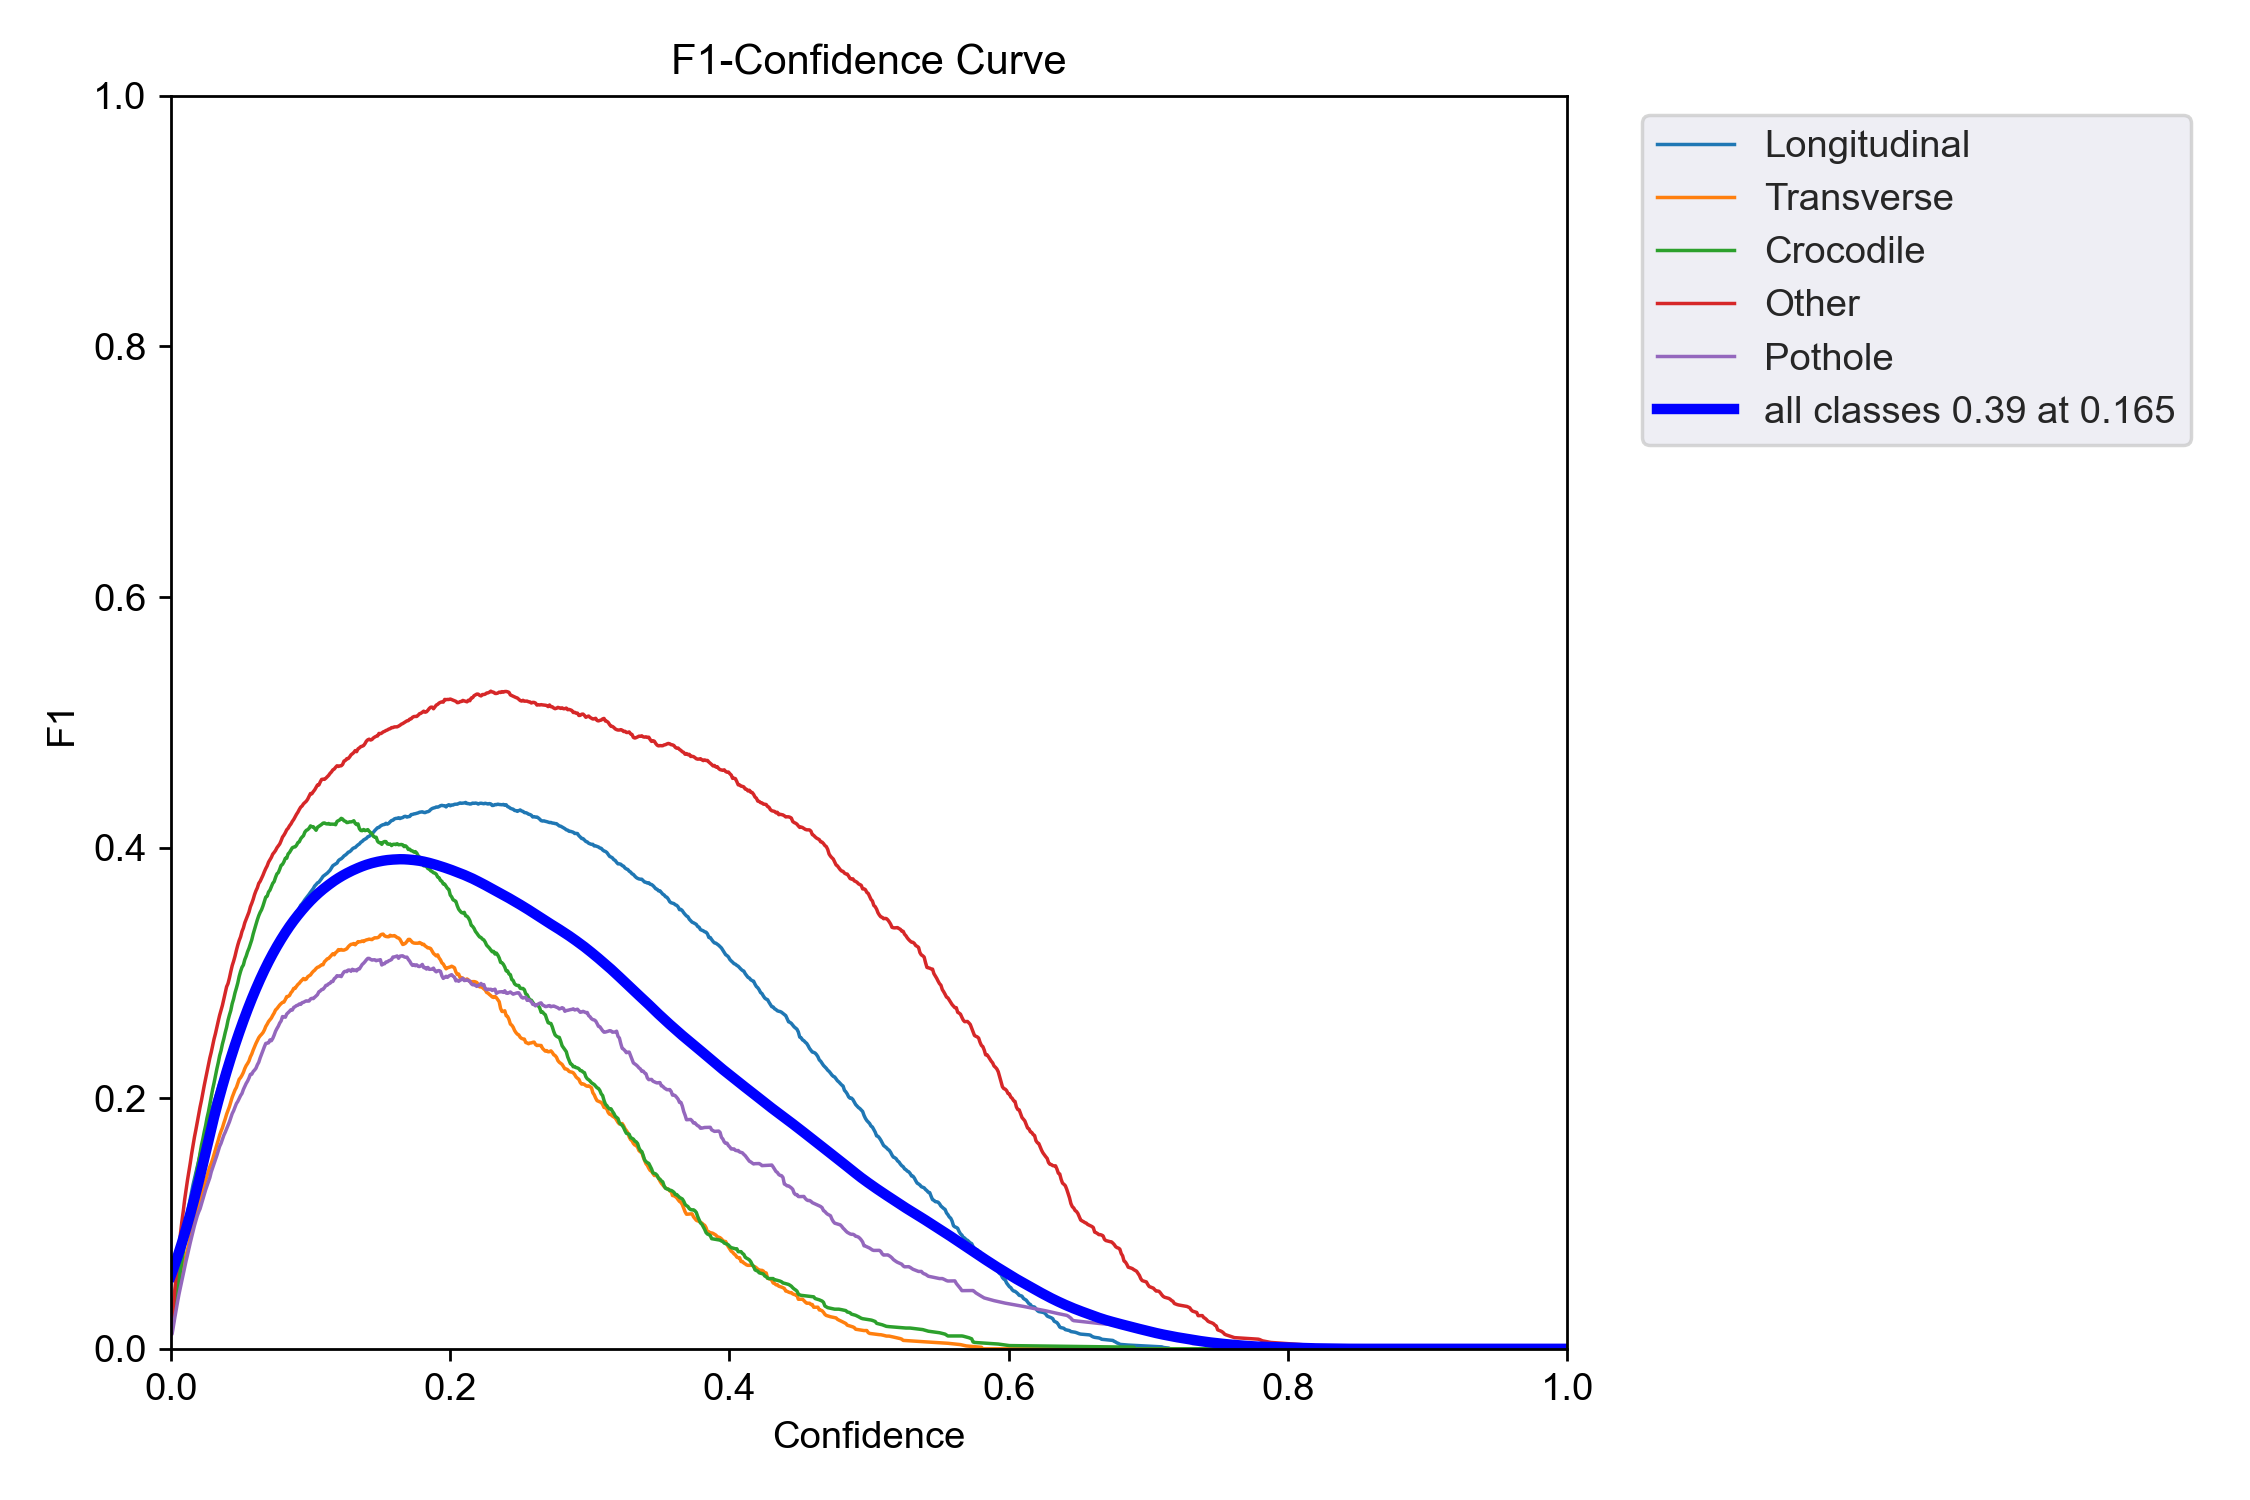 F1-Confidence Curve
1.0
0.8
0.6
0.4
0.2
0.0
F1
0.0 0.2 0.4 0.6 0.8 1.0
Confidence
Longitudinal
Transverse
Crocodile
Other
Pothole
all classes 0.39 at 0.165